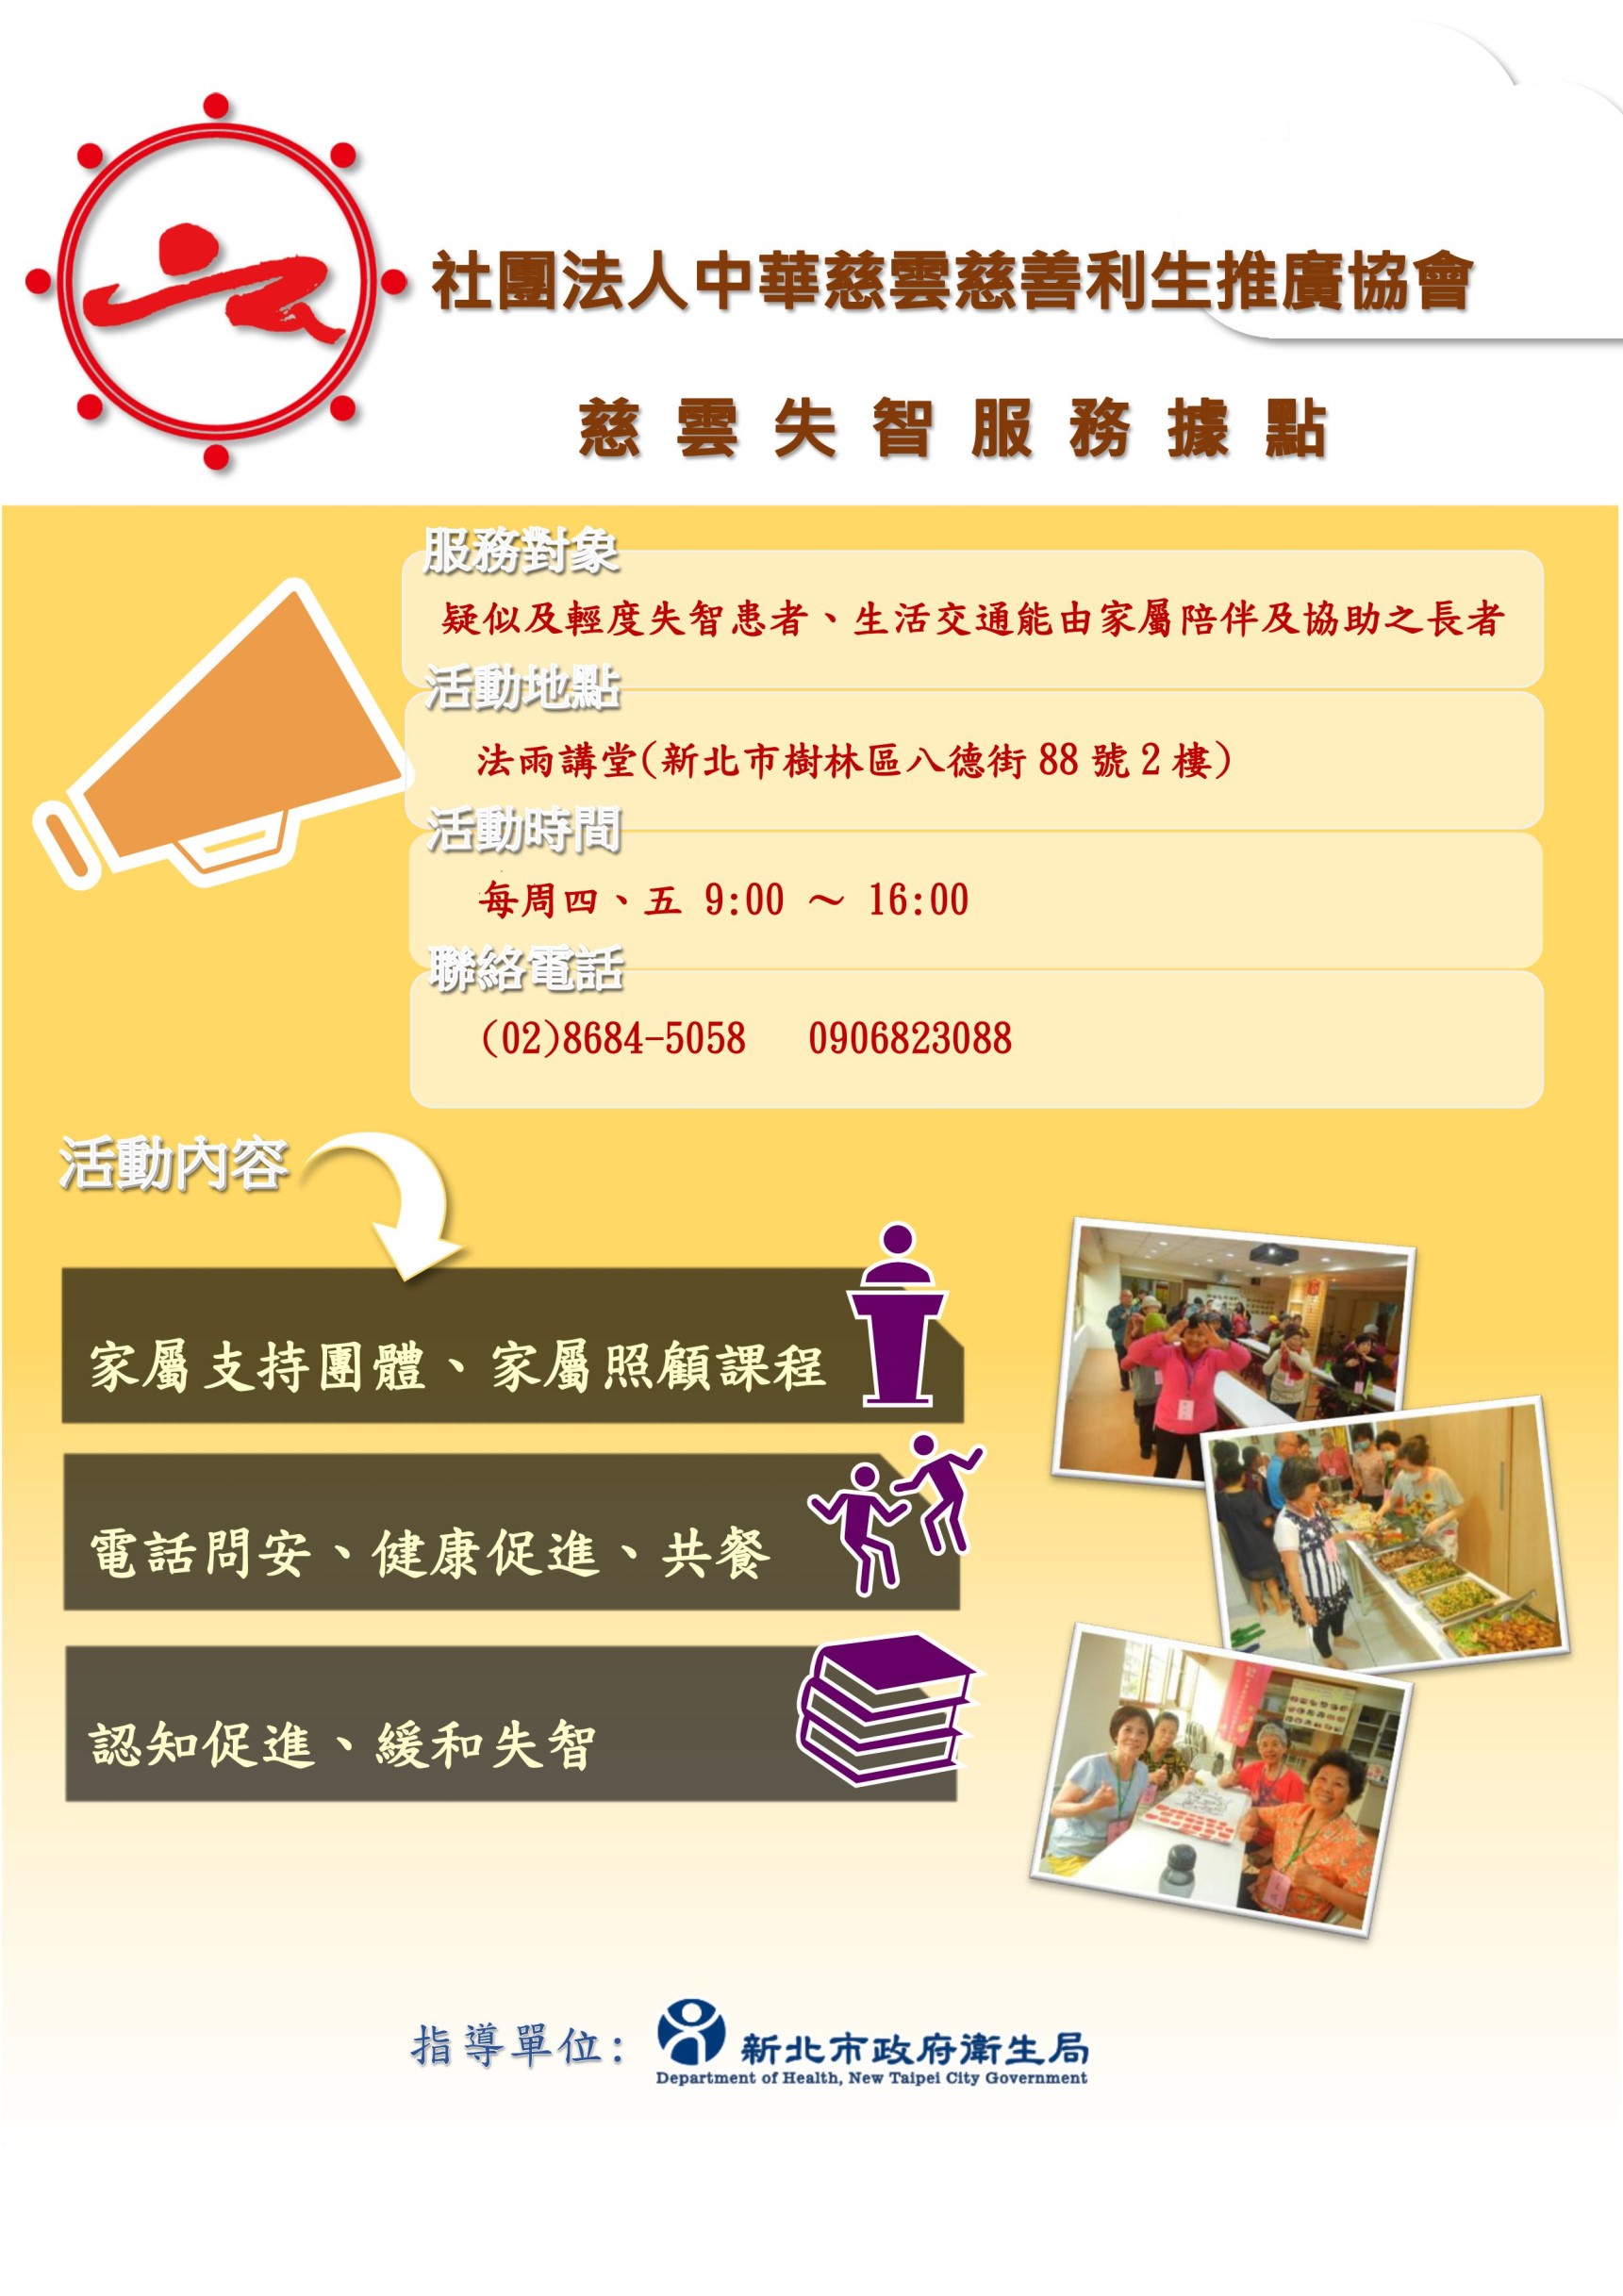 社團法人中華慈雲慈善利生推廣協會
慈雲失智服務據點
服務對象
疑似及輕度失智患者、生活交通能由家屬陪伴及協助之長者
活動地點
法雨講堂(新北市樹林區八德街 88 號 2 樓)
活動時間
每周四、五 9:00 ～ 16:00
聯絡電話
(02)8684-5058 0906823088
活動內容
家屬支持團體、家屬照顧課程
電話問安、健康促進、共餐
認知促進、緩和失智
指導單位:
新北市政府衛生局
Department of Health, New Taipei City Government